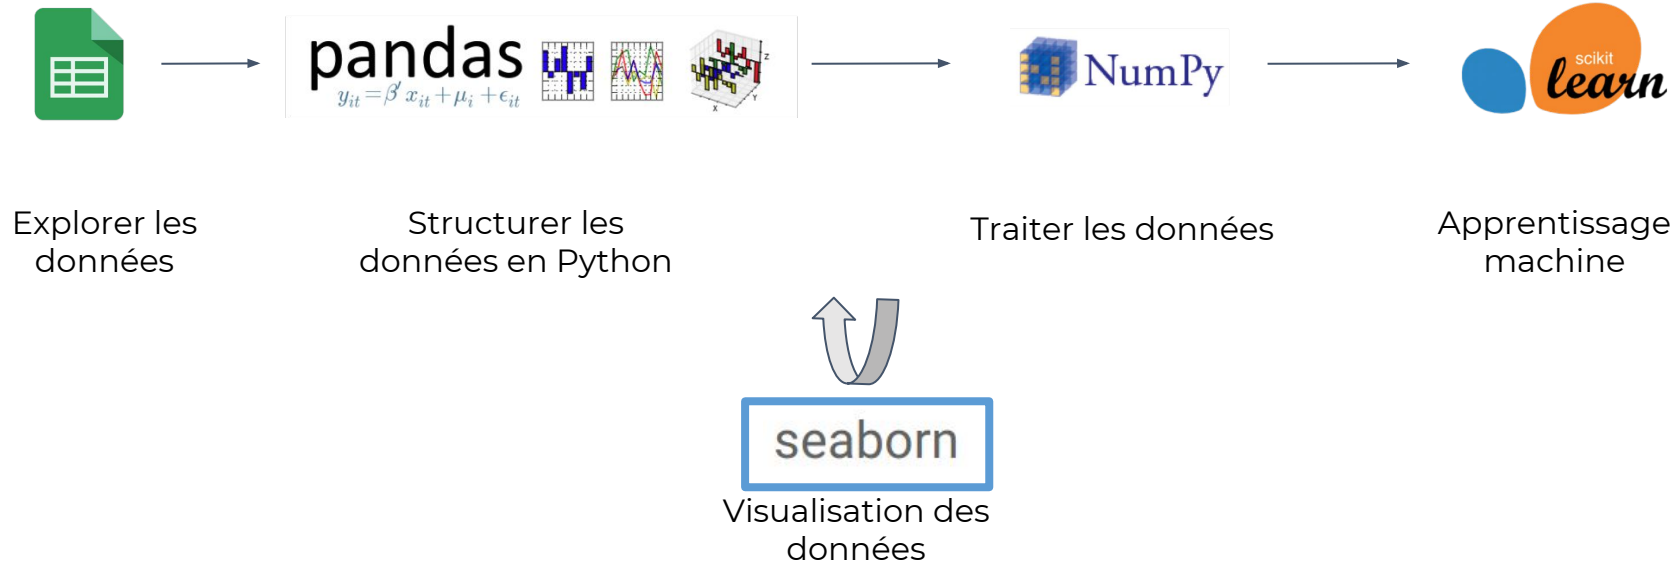 pandas
y_it = β′ x_it + μ_i + ϵ_it
Z
Y
X
NumPy
scikit
learn
Explorer les
données
Structurer les
données en Python
Traiter les données
Apprentissage
machine
seaborn
Visualisation des
données